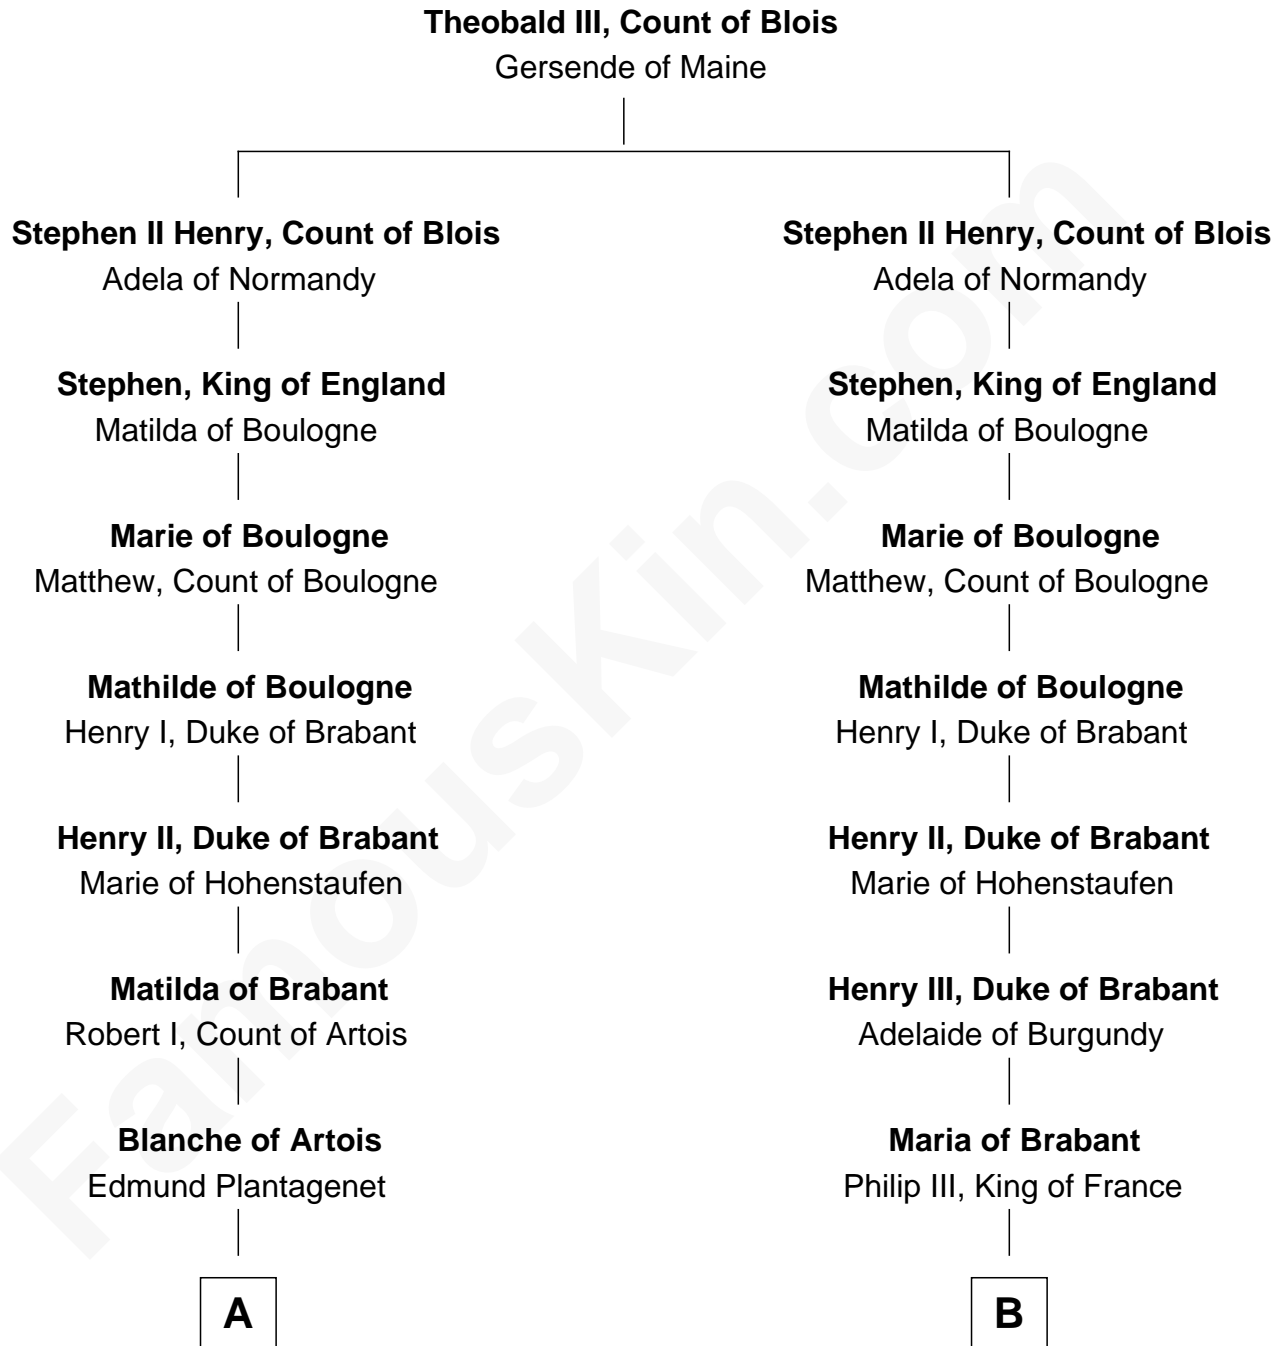 Theobald III, Count of Blois
Gersende of Maine
Stephen II Henry, Count of Blois
Adela of Normandy
Stephen, King of England
Matilda of Boulogne
Marie of Boulogne
Matthew, Count of Boulogne
Mathilde of Boulogne
Henry I, Duke of Brabant
Henry II, Duke of Brabant
Marie of Hohenstaufen
Matilda of Brabant
Robert I, Count of Artois
Blanche of Artois
Edmund Plantagenet
A
Stephen II Henry, Count of Blois
Adela of Normandy
Stephen, King of England
Matilda of Boulogne
Marie of Boulogne
Matthew, Count of Boulogne
Mathilde of Boulogne
Henry I, Duke of Brabant
Henry II, Duke of Brabant
Marie of Hohenstaufen
Henry III, Duke of Brabant
Adelaide of Burgundy
Maria of Brabant
Philip III, King of France
B
FamousKin.com